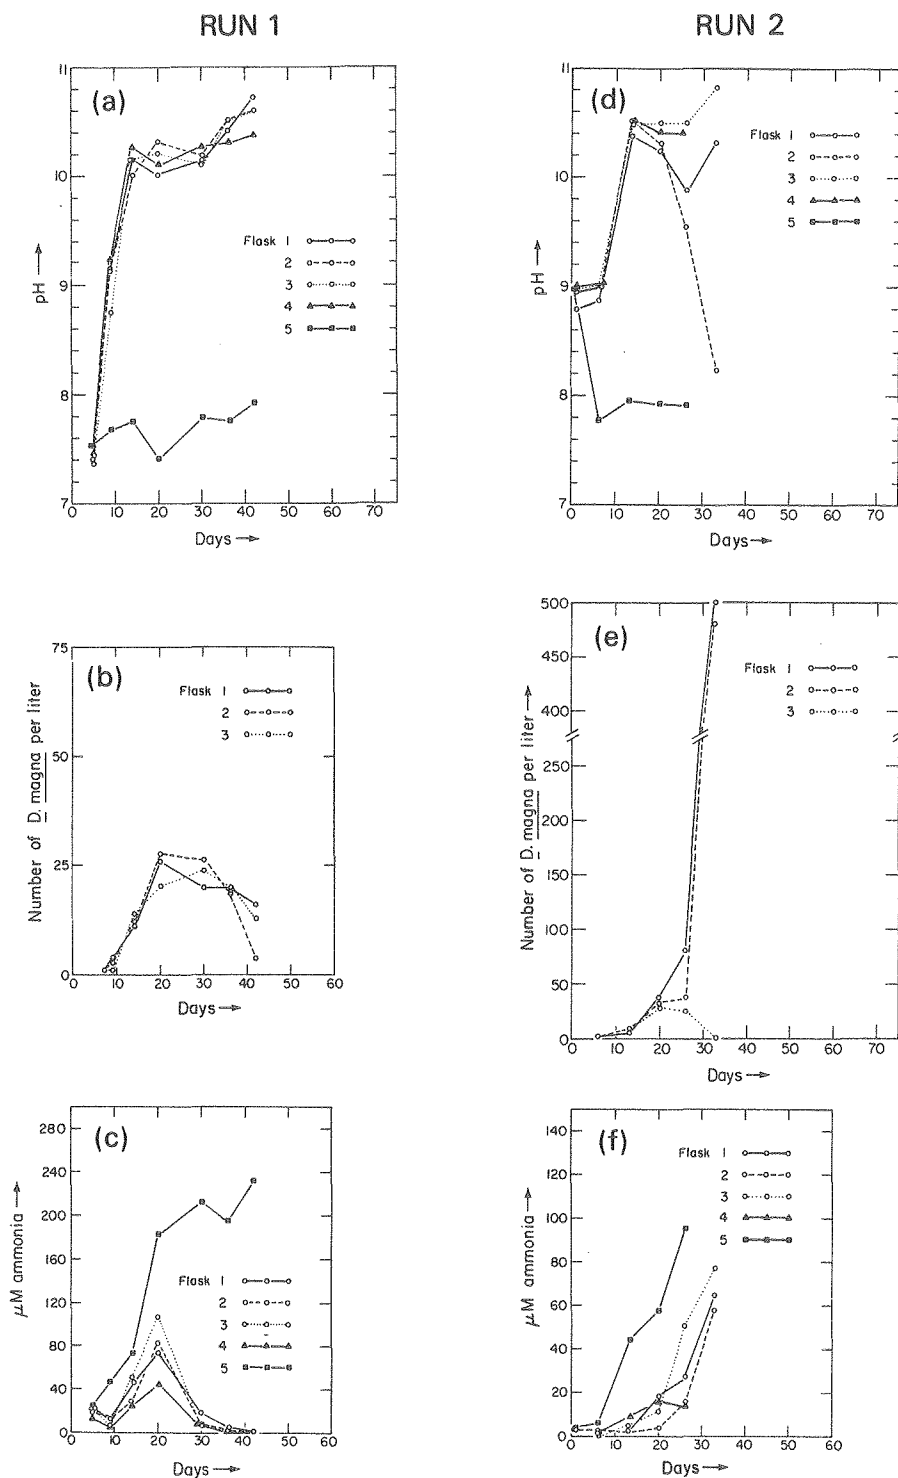 RUN 1
RUN 2
(a)
11
10
9
8
7
pH
Flask 1
2
3
4
5
0 10 20 30 40 50 60 70
Days
(d)
11
10
9
8
7
pH
Flask 1
2
3
4
5
0 10 20 30 40 50 60 70
Days
(b)
75
50
25
0
Number of D. magna per liter
Flask 1
2
3
0 10 20 30 40 50 60
Days
(e)
500
450
400
250
200
150
100
50
0
Number of D. magna per liter
Flask 1
2
3
0 10 20 30 40 50 60 70
Days
(c)
280
240
200
160
120
80
40
0
μM ammonia
Flask 1
2
3
4
5
0 10 20 30 40 50 60
Days
(f)
140
120
100
80
60
40
20
0
μM ammonia
Flask 1
2
3
4
5
0 10 20 30 40 50 60
Days